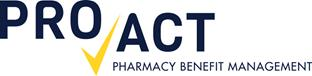 PRO ACT
PHARMACY BENEFIT MANAGEMENT